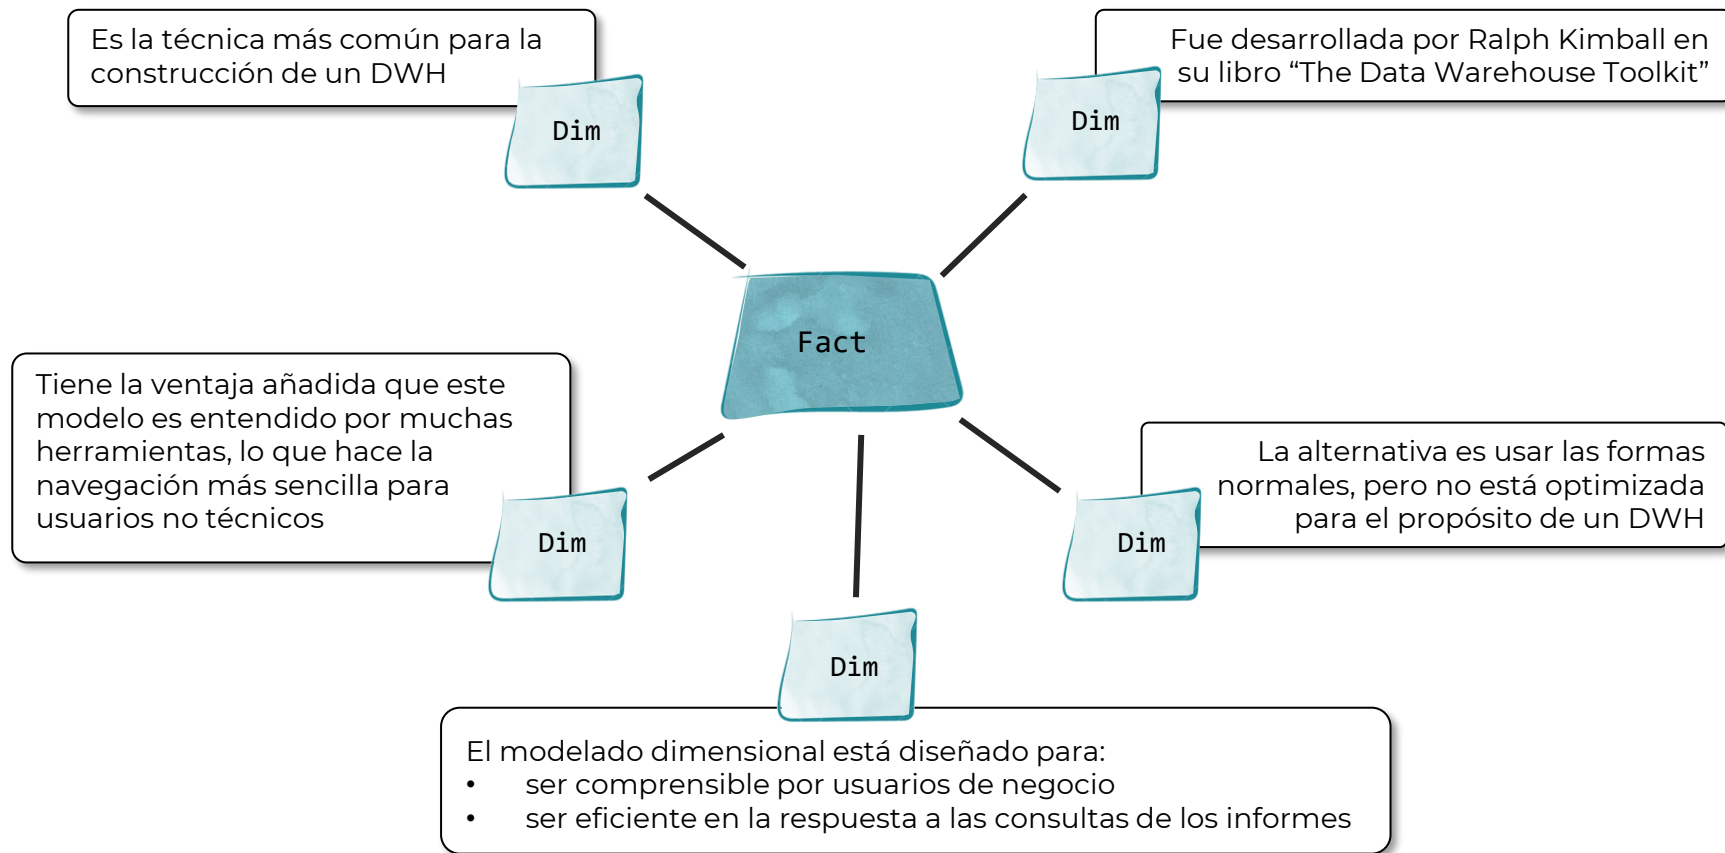 Es la técnica más común para la
construcción de un DWH
Dim
Fue desarrollada por Ralph Kimball en
su libro “The Data Warehouse Toolkit”
Dim
Fact
Tiene la ventaja añadida que este
modelo es entendido por muchas
herramientas, lo que hace la
navegación más sencilla para
usuarios no técnicos
Dim
La alternativa es usar las formas
normales, pero no está optimizada
para el propósito de un DWH
Dim
Dim
El modelado dimensional está diseñado para:
• ser comprensible por usuarios de negocio
• ser eficiente en la respuesta a las consultas de los informes